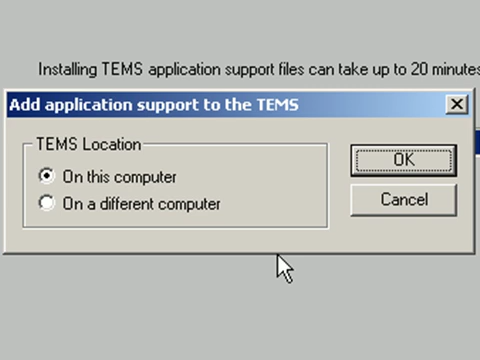 Installing TEMS application support files can take up to 20 minutes
Add application support to the TEMS
TEMS Location
On this computer
On a different computer
OK
Cancel